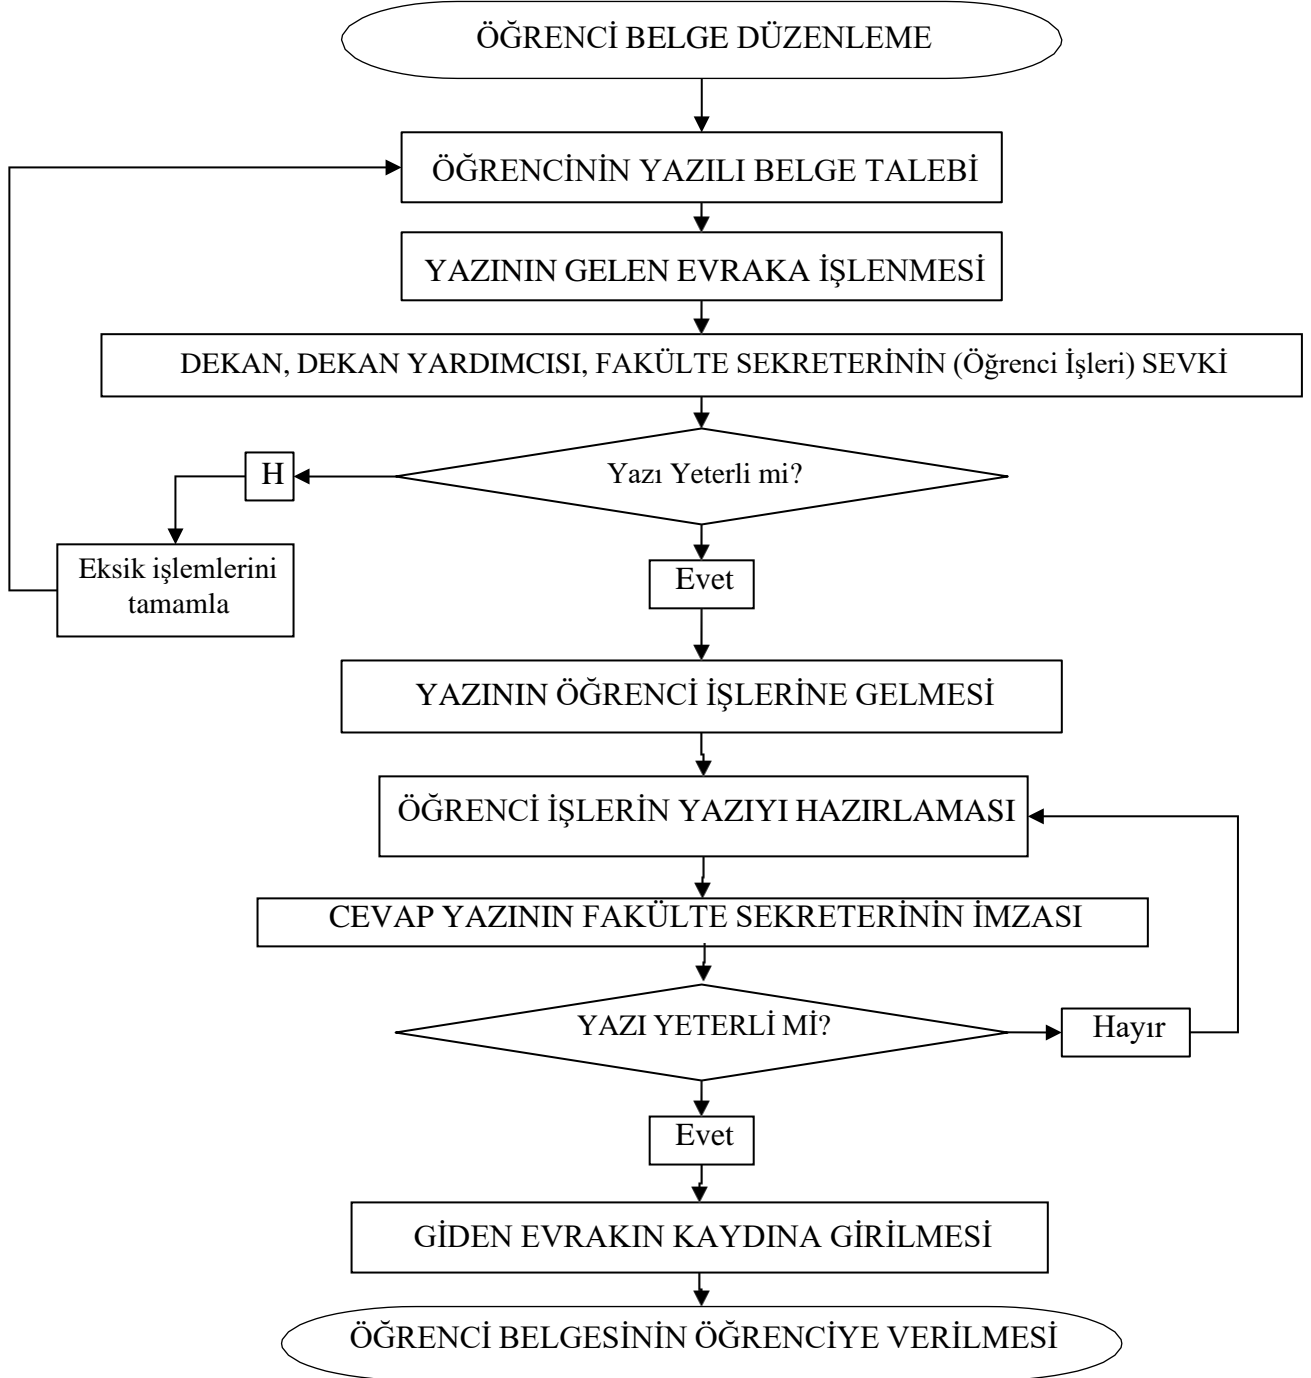 ÖĞRENCİ BELGE DÜZENLEME
ÖĞRENCİNİN YAZILI BELGE TALEBİ
YAZININ GELEN EVRAKA İŞLENMESİ
DEKAN, DEKAN YARDIMCISI, FAKÜLTE SEKRETERİNİN (Öğrenci İşleri) SEVKİ
Yazı Yeterli mi?
H
Eksik işlemlerini
tamamla
Evet
YAZININ ÖĞRENCİ İŞLERİNE GELMESİ
ÖĞRENCİ İŞLERİN YAZIYI HAZIRLAMASI
CEVAP YAZININ FAKÜLTE SEKRETERİNİN İMZASI
YAZI YETERLİ Mİ?
Hayır
Evet
GİDEN EVRAKIN KAYDINA GİRİLMESİ
ÖĞRENCİ BELGESİNİN ÖĞRENCİYE VERİLMESİ